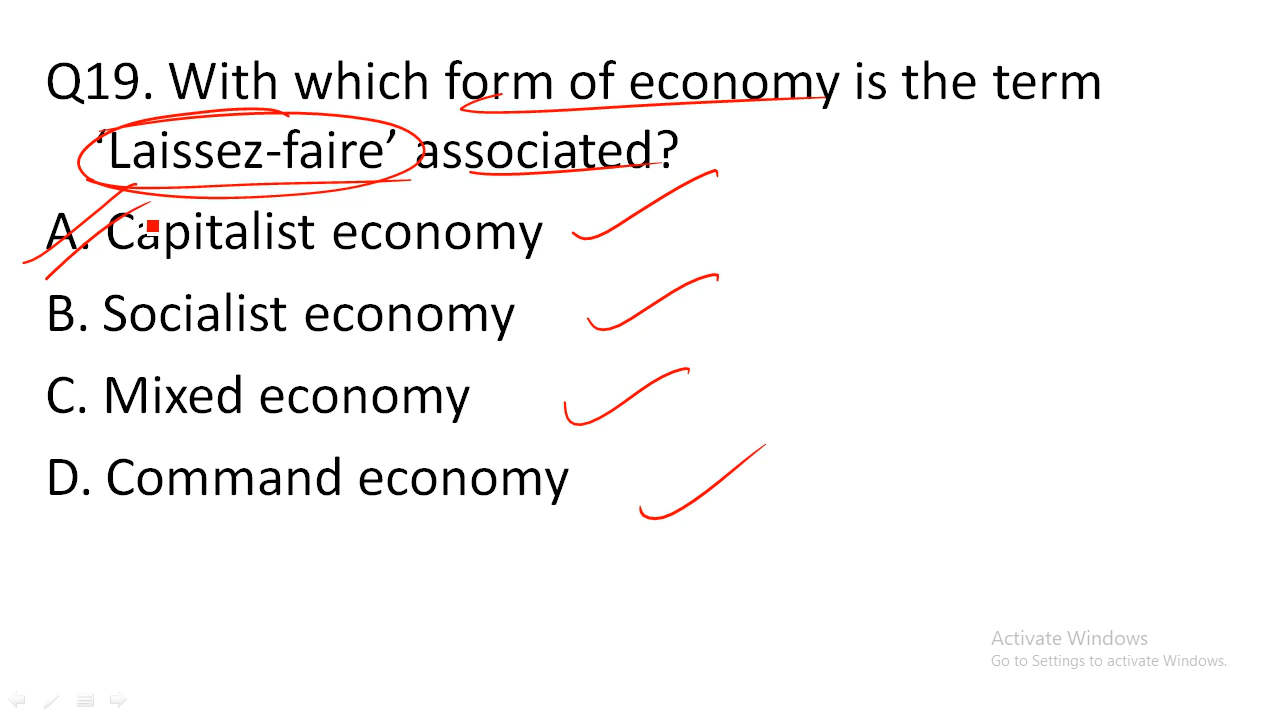 Q19. With which form of economy is the term
‘Laissez-faire’ associated?
A. Capitalist economy
B. Socialist economy
C. Mixed economy
D. Command economy
Activate Windows
Go to Settings to activate Windows.